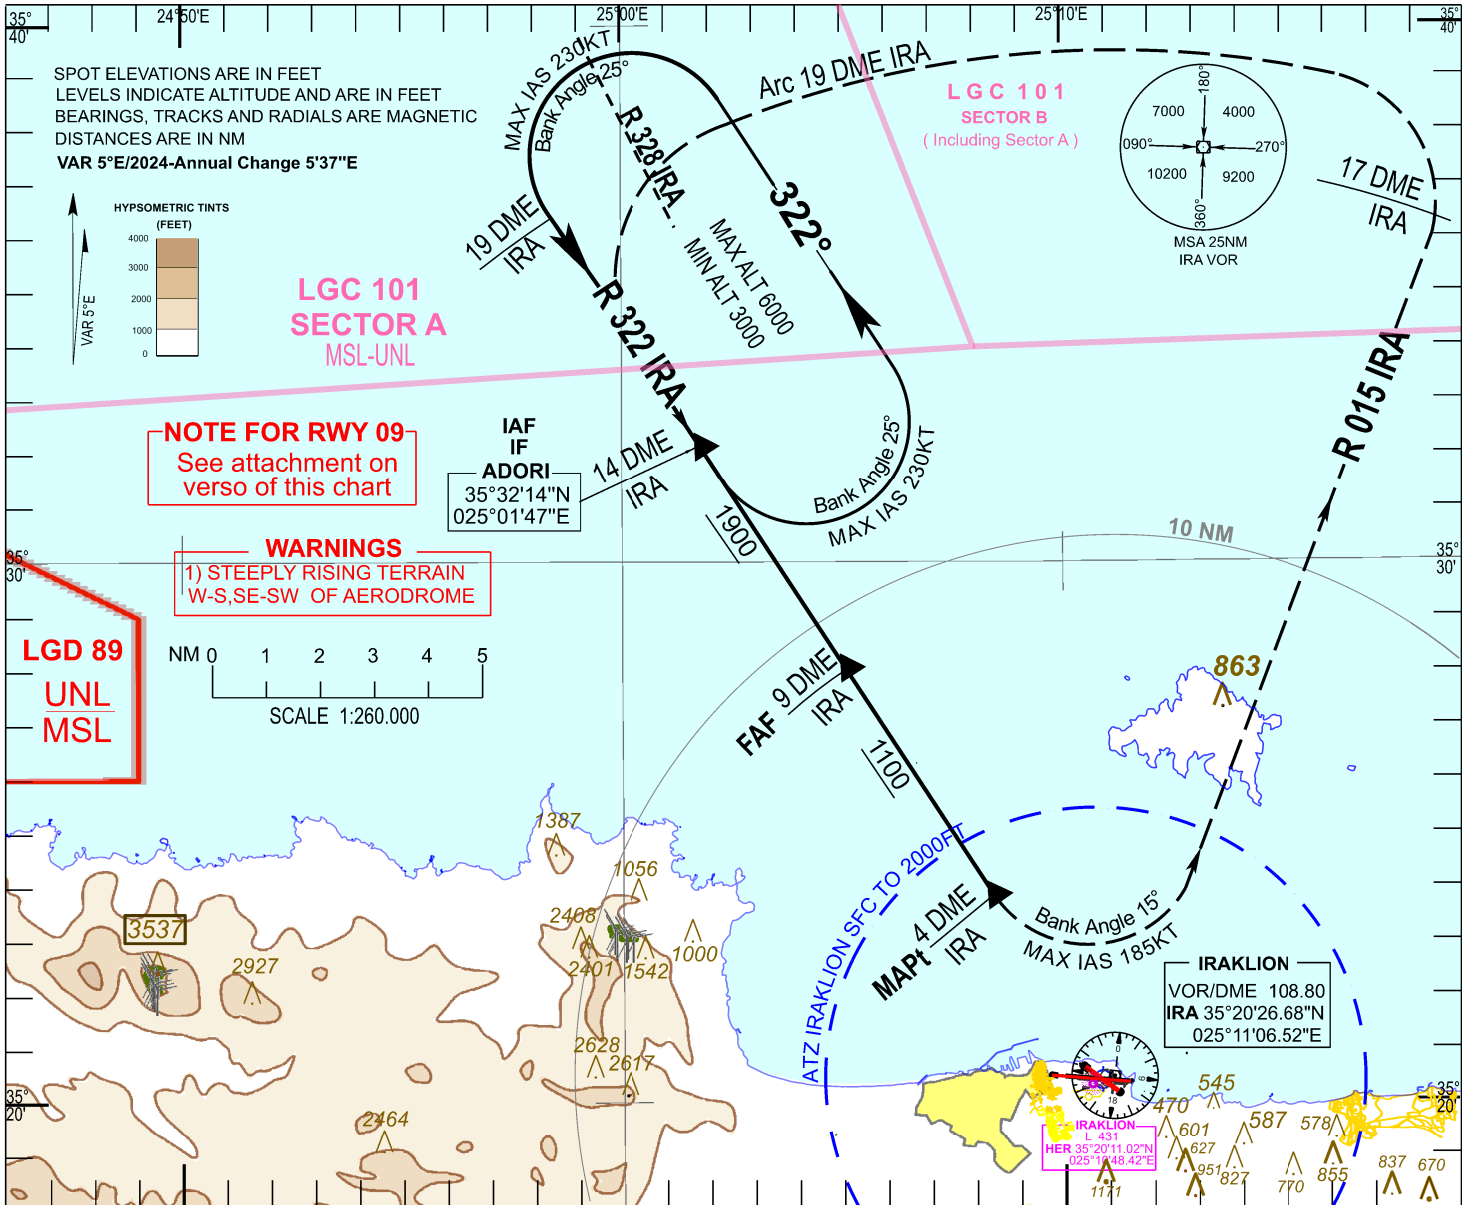 35°
40'
24°50'E
25°00'E
25°10'E
35°
40'
SPOT ELEVATIONS ARE IN FEET
LEVELS INDICATE ALTITUDE AND ARE IN FEET
BEARINGS, TRACKS AND RADIALS ARE MAGNETIC
DISTANCES ARE IN NM
VAR 5°E/2024-Annual Change 5'37"E
VAR 5°E
HYPSOMETRIC TINTS
(FEET)
4000
3000
2000
1000
0
MAX IAS 230KT
Bank Angle 25°
R 328 IRA
Arc 19 DME IRA
LGC 101
SECTOR B
( Including Sector A )
180°
7000
4000
090°
270°
10200
9200
360°
MSA 25NM
IRA VOR
17 DME
IRA
19 DME
IRA
322°
MAX ALT 6000
MIN ALT 3000
LGC 101
SECTOR A
MSL-UNL
R 322 IRA
R 015 IRA
NOTE FOR RWY 09
See attachment on
verso of this chart
IAF
IF
ADORI
35°32'14"N
025°01'47"E
14 DME
IRA
Bank Angle 25°
MAX IAS 230KT
1900
10 NM
35°
30'
35°
30'
WARNINGS
1) STEEPLY RISING TERRAIN
W-S,SE-SW OF AERODROME
LGD 89
UNL
MSL
NM 0 1 2 3 4 5
SCALE 1:260.000
FAF 9 DME
IRA
1100
863
ATZ IRAKLION SFC TO 2000FT
MAPt 4 DME
IRA
Bank Angle 15°
MAX IAS 185KT
1387
1056
2408
2401
1542
1000
3537
2927
2628
2617
2464
IRAKLION
VOR/DME 108.80
IRA 35°20'26.68"N
025°11'06.52"E
0
9
18
IRAKLION
L 431
HER 35°20'11.02"N
025°10'48.42"E
545
470
601
627
587
578
951
827
770
855
837
670
1171
35°
20'
35°
20'